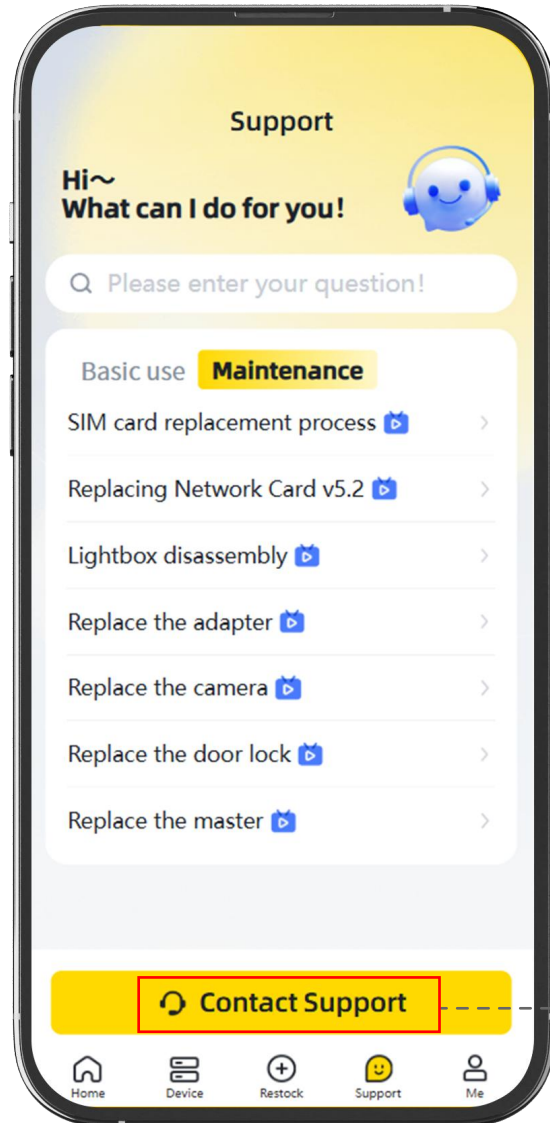 Support
Hi～
What can I do for you!
Please enter your question!
Basic use Maintenance
SIM card replacement process
Replacing Network Card v5.2
Lightbox disassembly
Replace the adapter
Replace the camera
Replace the door lock
Replace the master
Contact Support
Home Device Restock Support Me